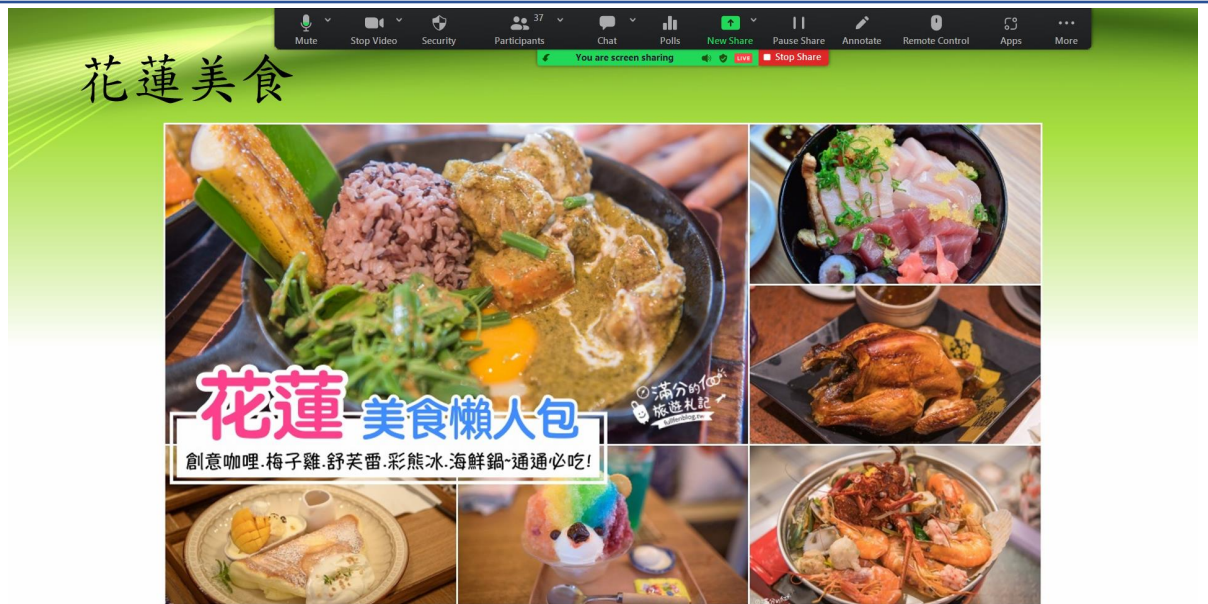 37
Mute
Stop Video
Security
Participants
Chat
Polls
New Share
Pause Share
Annotate
Remote Control
Apps
More
You are screen sharing
LIVE
Stop Share
花蓮美食
滿分的
旅遊札記
fullfenblog.tw
花蓮 美食懶人包
創意咖哩.梅子雞.舒芙蕾.彩熊冰.海鮮鍋~通通必吃!